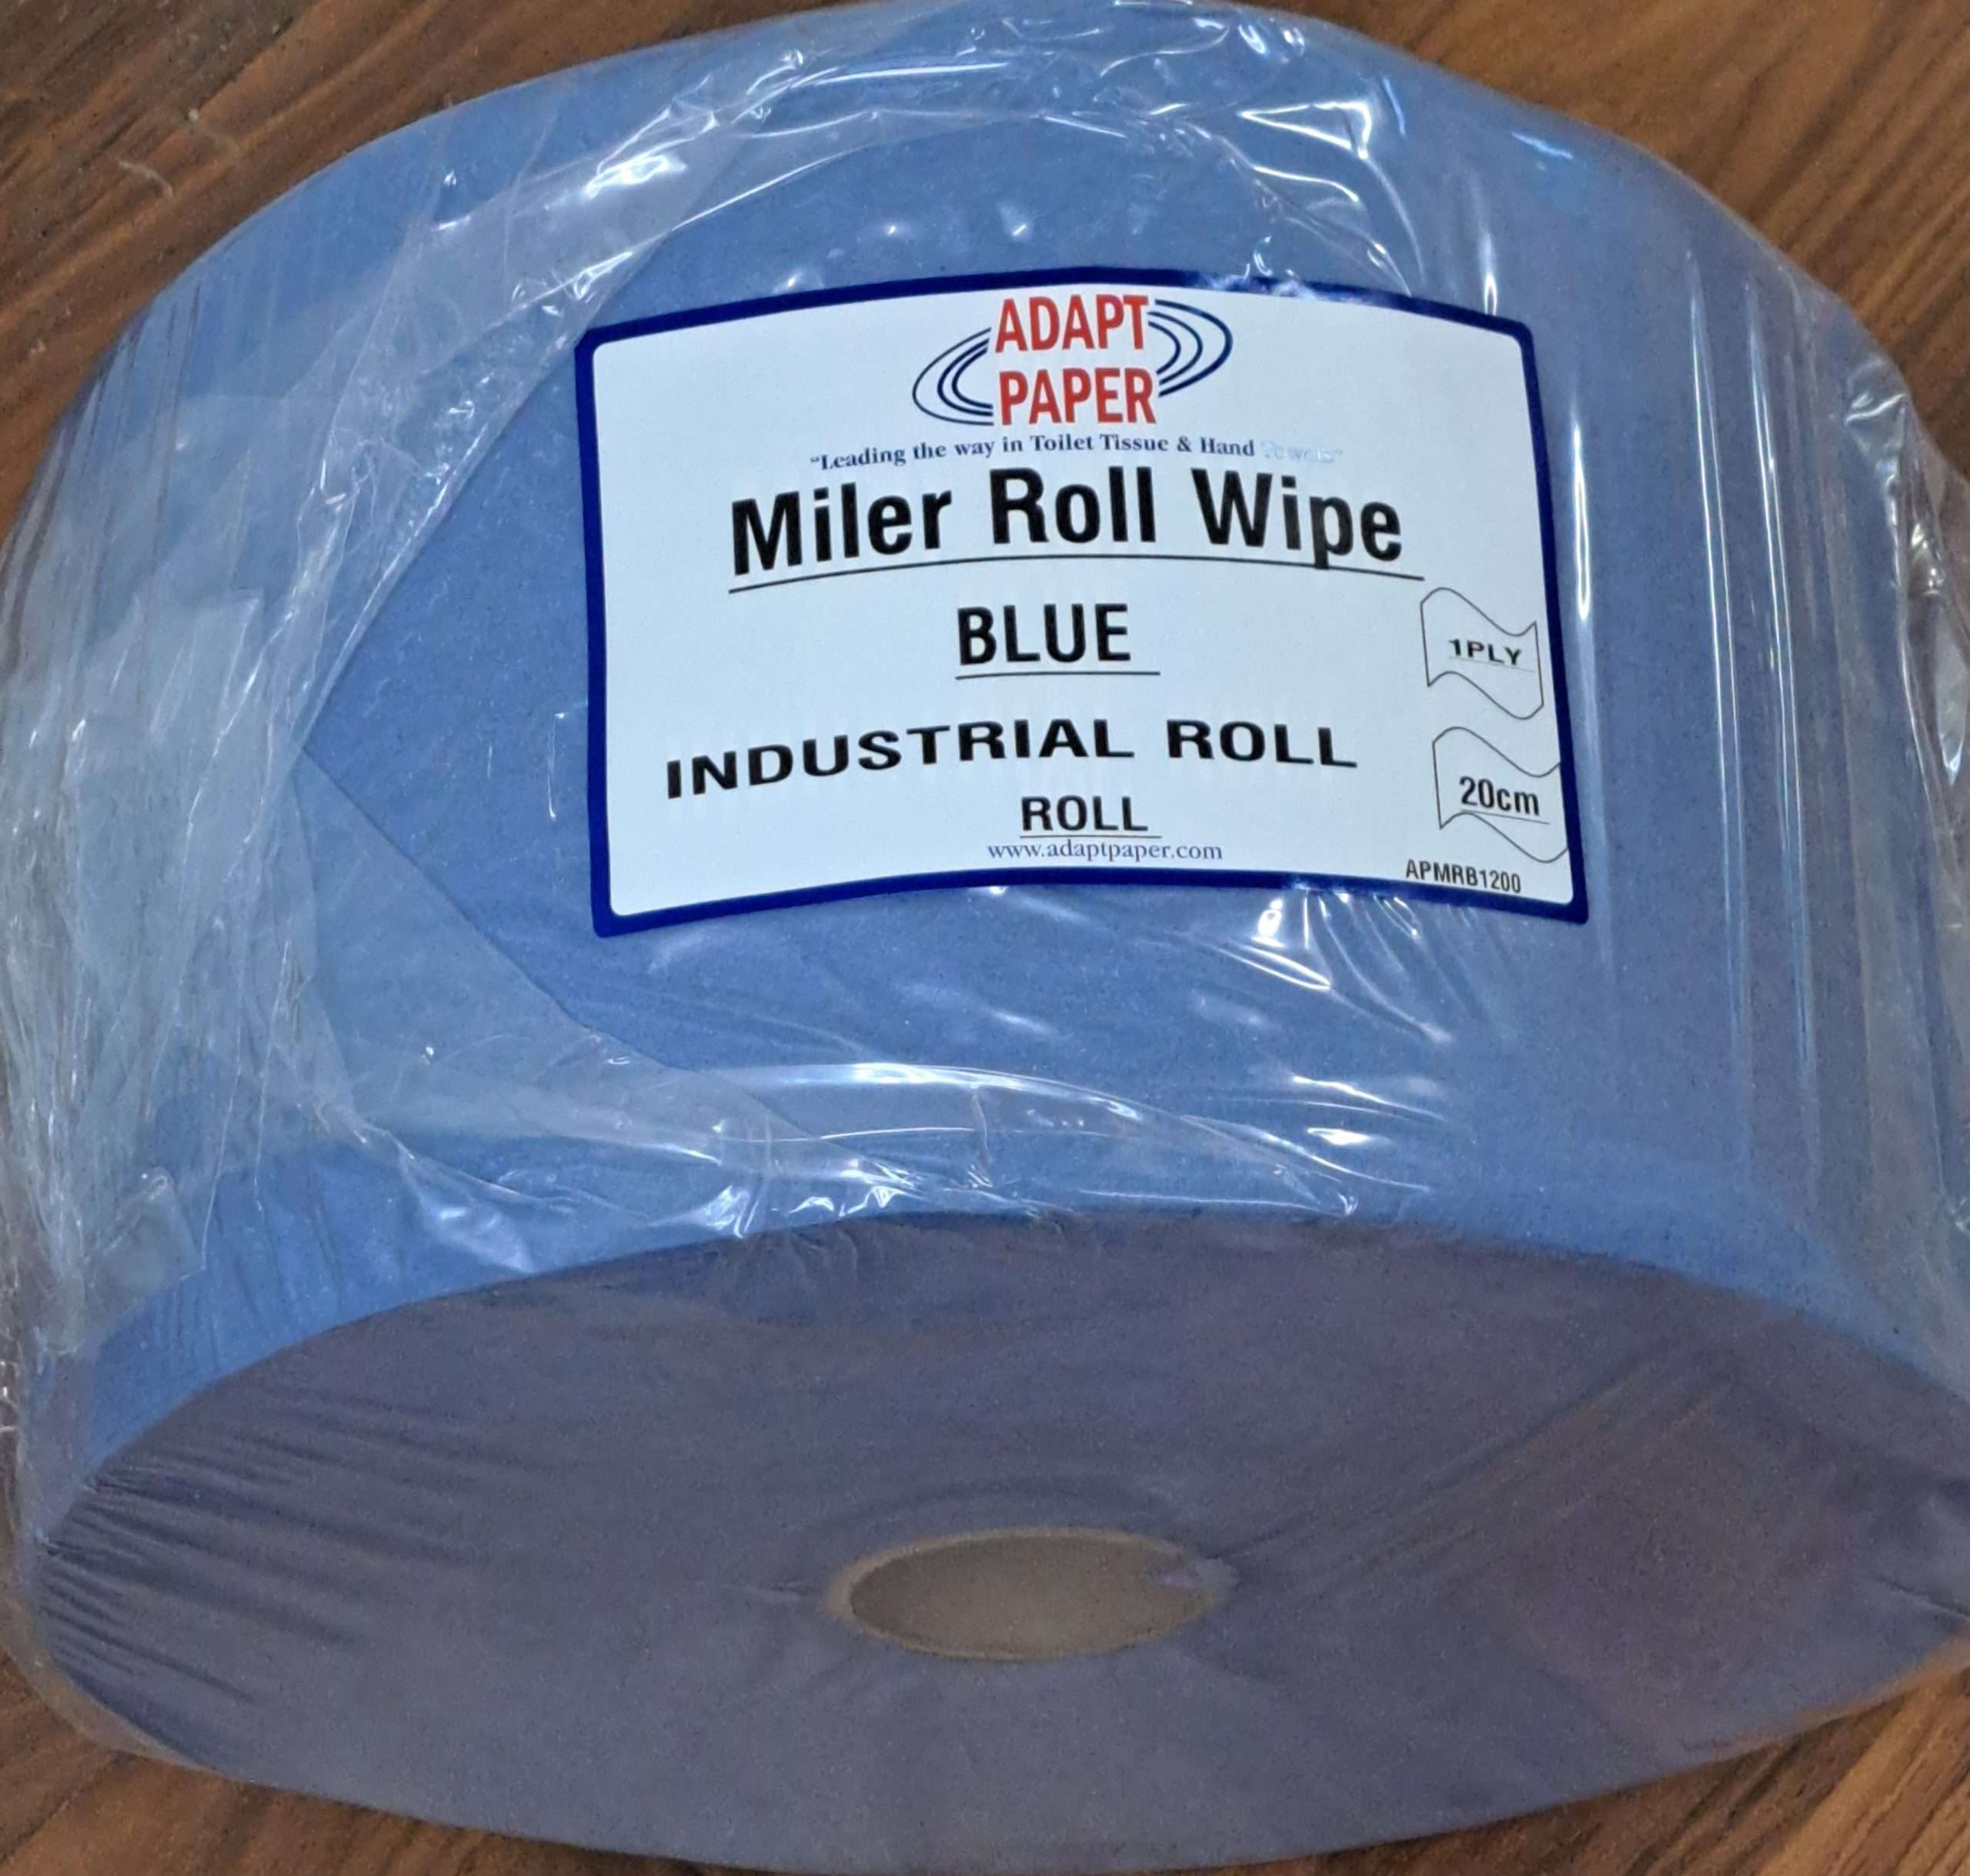 ADAPT
PAPER
"Leading the way in Toilet Tissue & Hand Towels"
Miler Roll Wipe
BLUE
1PLY
INDUSTRIAL ROLL
20cm
ROLL
www.adaptpaper.com
APMRB1200